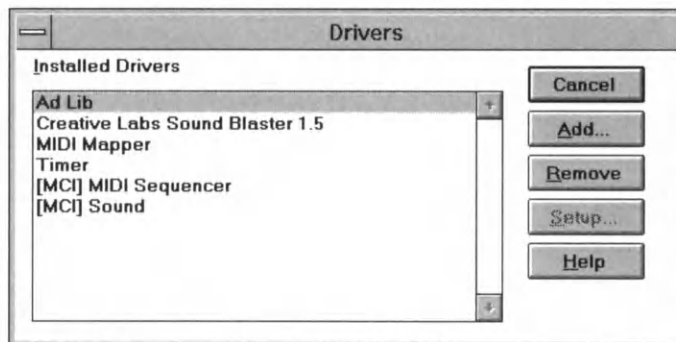 Drivers
Installed Drivers
Ad Lib
Creative Labs Sound Blaster 1.5
MIDI Mapper
Timer
[MCI] MIDI Sequencer
[MCI] Sound
Cancel
Add...
Remove
Setup...
Help